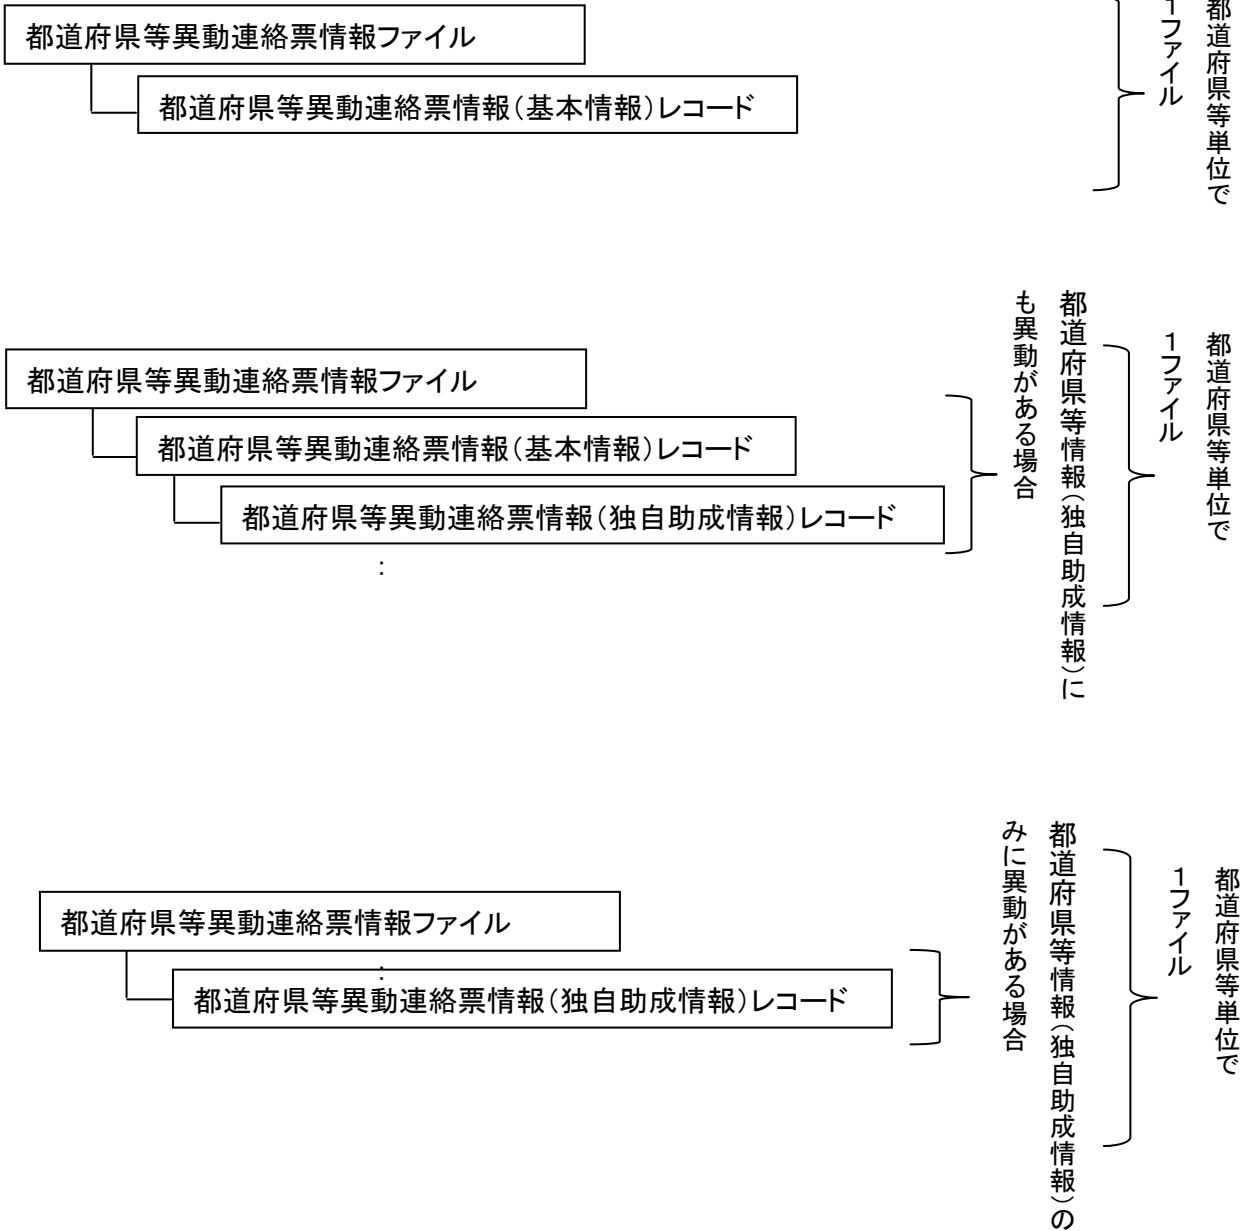 都道府県等異動連絡票情報ファイル
都道府県等異動連絡票情報（基本情報）レコード
都道府県等単位で
１ファイル
都道府県等異動連絡票情報ファイル
都道府県等異動連絡票情報（基本情報）レコード
都道府県等異動連絡票情報（独自助成情報）レコード
：
都道府県等情報（独自助成情報）に
も異動がある場合
都道府県等単位で
１ファイル
都道府県等異動連絡票情報ファイル
：
都道府県等異動連絡票情報（独自助成情報）レコード
都道府県等情報（独自助成情報）の
みに異動がある場合
都道府県等単位で
１ファイル